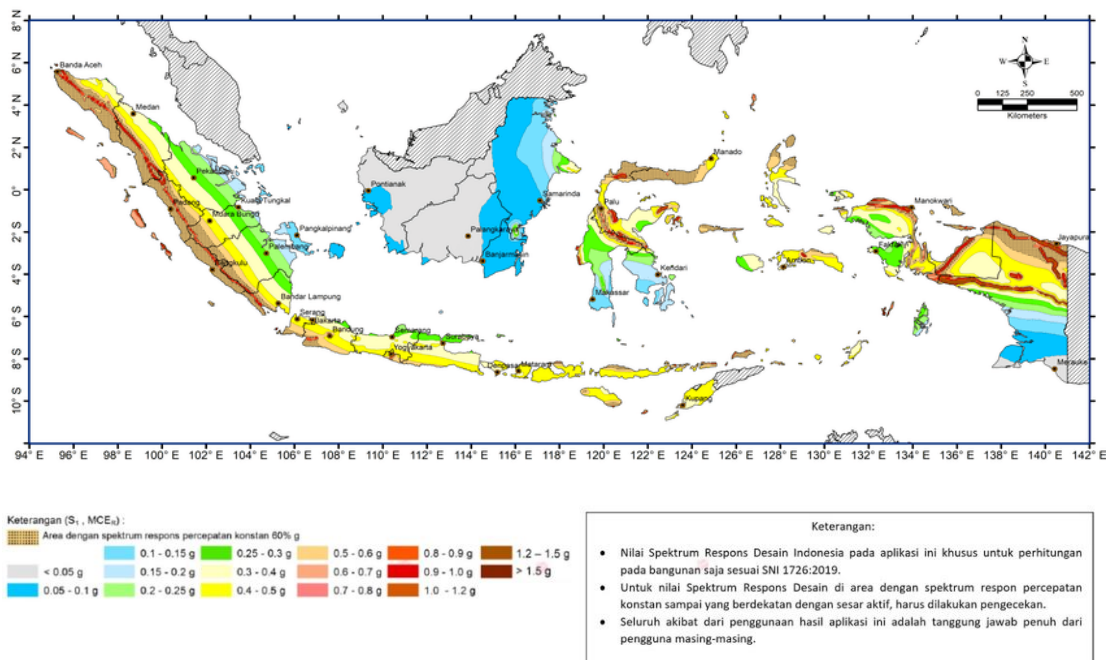 8° N
6° N
4° N
2° N
0°
2° S
4° S
6° S
8° S
10° S
N
W
E
S
0 125 250 500
Kilometers
Banda Aceh
Medan
Manado
Pekanbaru
Pontianak
Samarinda
Kuala Tungkal
Padang
Palu
Manokwari
Muara Bungo
Pangkalpinang
Palangkaraya
Jayapura
Palembang
Banjarmasin
Bengkulu
Kendari
Ambon
Bandar Lampung
Makassar
Serang
Jakarta
Bandung
Semarang
Surabaya
Yogyakarta
Denpasar
Mataram
Merauke
Kupang
94° E 96° E 98° E 100° E 102° E 104° E 106° E 108° E 110° E 112° E 114° E 116° E 118° E 120° E 122° E 124° E 126° E 128° E 130° E 132° E 134° E 136° E 138° E 140° E
Keterangan (S₁ , MCEᵣ) :
Area dengan spektrum respons percepatan konstan 60% g
0.1 - 0.15 g 0.25 - 0.3 g 0.5 - 0.6 g 0.8 - 0.9 g 1.2 – 1.5 g
< 0.05 g 0.15 - 0.2 g 0.3 - 0.4 g 0.6 - 0.7 g 0.9 - 1.0 g > 1.5 g
0.05 - 0.1 g 0.2 - 0.25 g 0.4 - 0.5 g 0.7 - 0.8 g 1.0 - 1.2 g
Keterangan:
• Nilai Spektrum Respons Desain Indonesia pada aplikasi ini khusus untuk perhitungan
pada bangunan saja sesuai SNI 1726:2019.
• Untuk nilai Spektrum Respons Desain di area dengan spektrum respon percepatan
konstan sampai yang berdekatan dengan sesar aktif, harus dilakukan pengecekan.
• Seluruh akibat dari penggunaan hasil aplikasi ini adalah tanggung jawab penuh dari
pengguna masing-masing.